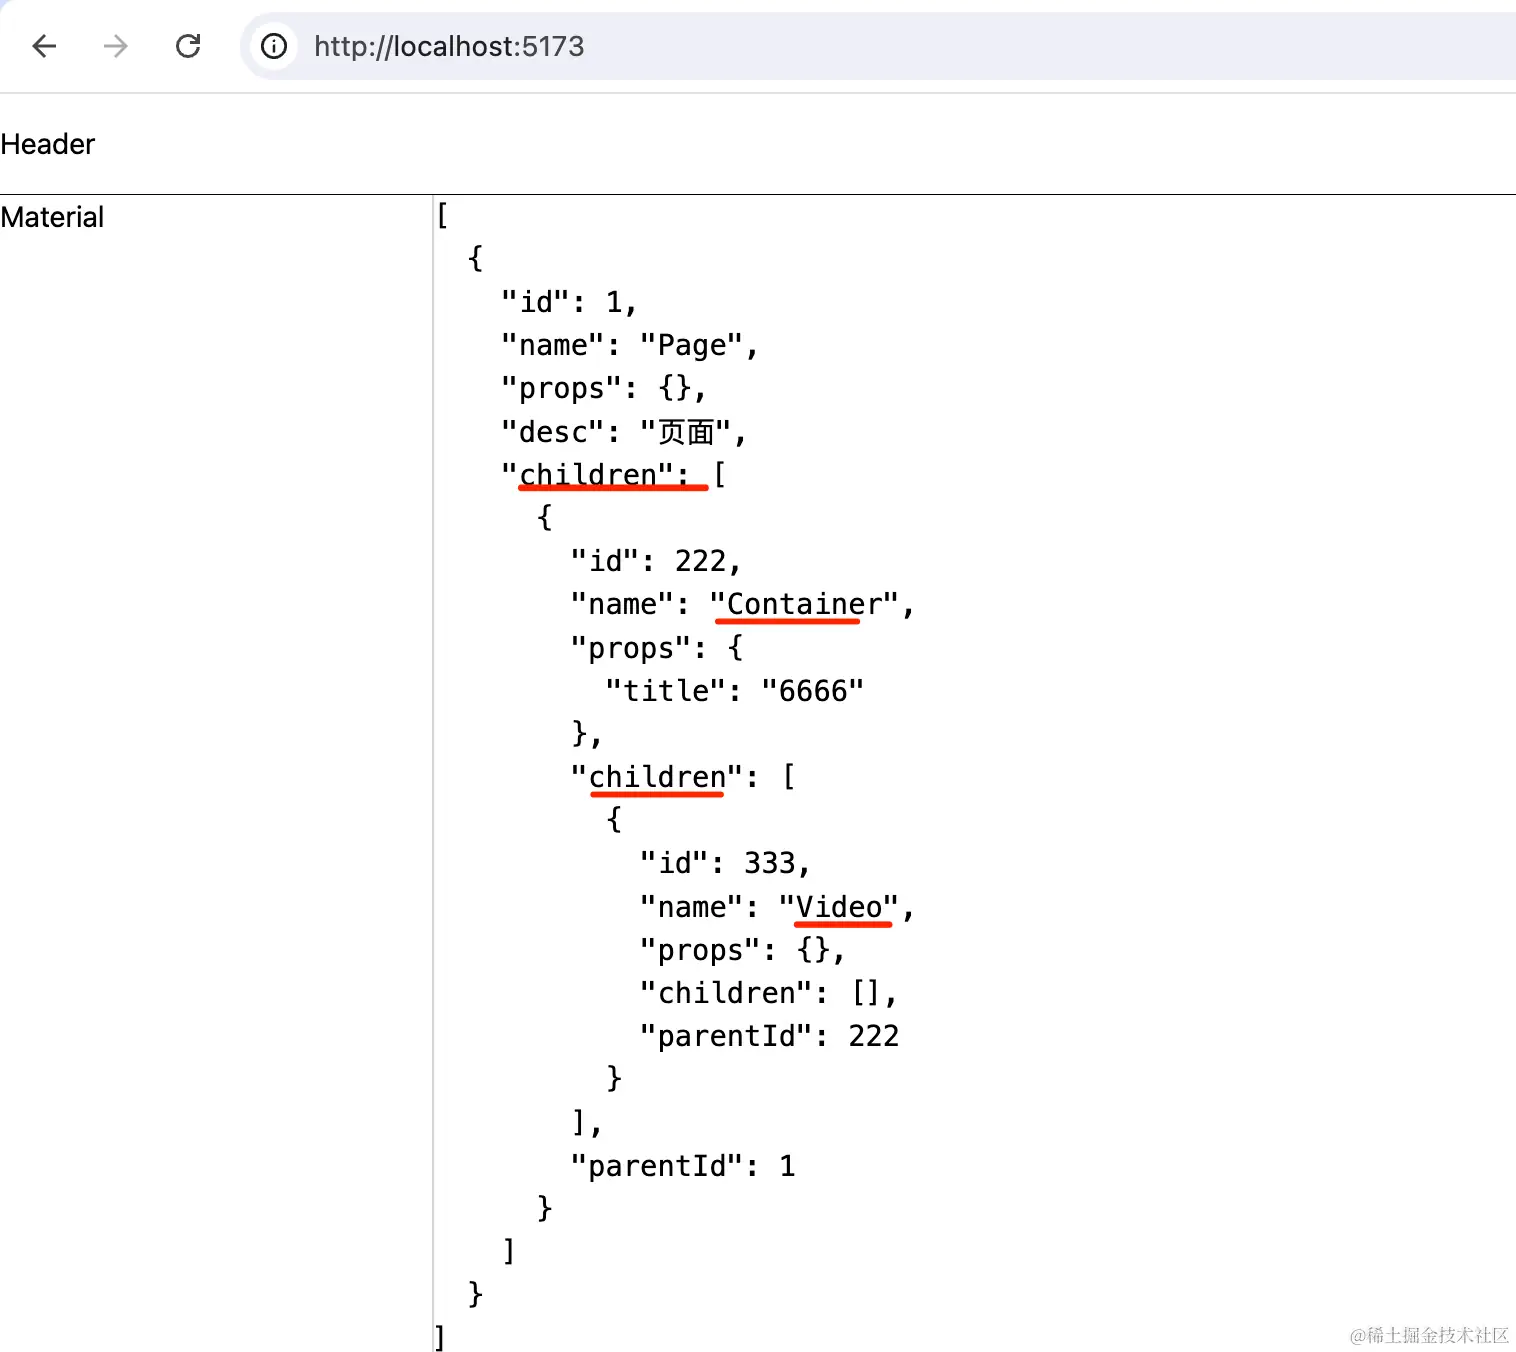 http://localhost:5173
Header
Material
[
  {
    "id": 1,
    "name": "Page",
    "props": {},
    "desc": "页面",
    "children": [
      {
        "id": 222,
        "name": "Container",
        "props": {
          "title": "6666"
        },
        "children": [
          {
            "id": 333,
            "name": "Video",
            "props": {},
            "children": [],
            "parentId": 222
          }
        ],
        "parentId": 1
      }
    ]
  }
]
@稀土掘金技术社区